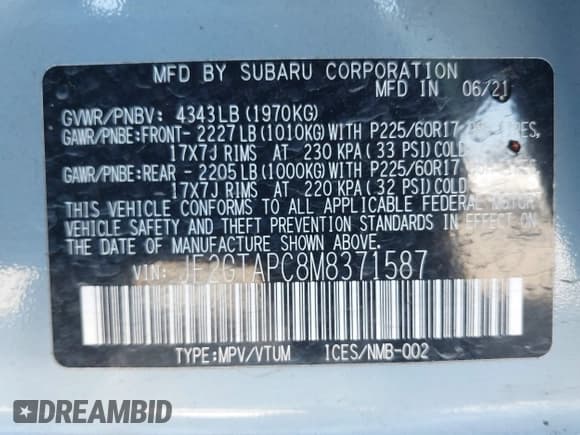 MFD BY SUBARU CORPORATION
MFD IN 06/21
GVWR/PNBV: 4343LB (1970KG)
GAWR/PNBE:FRONT- 2227LB(1010KG)WITH P225/60R17
17X7J RIMS AT 230 KPA(33 PSI)COLD
GAWR/PNBE:REAR - 2205LB(1000KG)WITH P225/60R17
17X7J RIMS AT 220 KPA(32 PSI)COLD
THIS VEHICLE CONFORMS TO ALL APPLICABLE FEDERAL MOTOR
VEHICLE SAFETY AND THEFT PREVENTION STANDARDS IN EFFECT ON
THE DATE OF MANUFACTURE SHOWN ABOVE.
VIN: JF2GTAPC8M8371587
TYPE:MPV/VTUM 1CES/NMB-002
DREAMBID